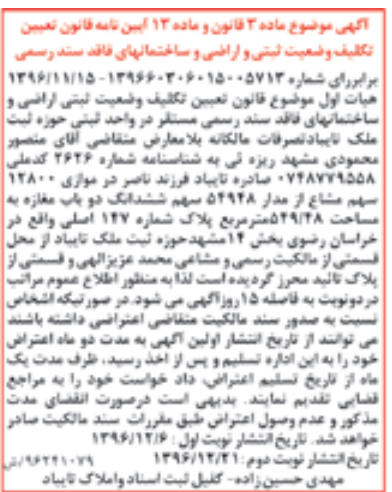 آگهی موضوع ماده ۳ قانون و ماده ۱۳ آیین نامه قانون تعیین
تکلیف وضعیت ثبتی و اراضی و ساختمانهای فاقد سند رسمی
برابررای شماره ۱۳۹۶۶۰۳۰۶۰۱۵۰۰۵۷۱۳-۱۳۹۶/۱۱/۱۵
هیات اول موضوع قانون تعیین تکلیف وضعیت ثبتی اراضی و
ساختمانهای فاقد سند رسمی مستقر در واحد ثبتی حوزه ثبت
ملک تایبادتصرفات مالکانه بلامعارض متقاضی آقای منصور
محمودی مشهد ریزه ئی به شناسنامه شماره ۲۶۲۶ کدملی
۰۷۴۸۷۷۹۵۵۸ صادره تایباد فرزند ناصر در موازی ۱۲۸۰۰
سهم مشاع از مدار ۵۴۹۴۸ سهم ششدانگ دو باب مغازه به
مساحت ۵۴۹/۴۸مترمربع پلاک شماره ۱۴۷ اصلی واقع در
خراسان رضوی بخش ۱۴مشهدحوزه ثبت ملک تایباد از محل
قسمتی از مالکیت رسمی و مشاعی محمد عزیزالهی و قسمتی از
پلاک تائید محرز گردیده است لذا به منظور اطلاع عموم مراتب
دردونوبت به فاصله ۱۵ روزآگهی می شود.در صورتیکه اشخاص
نسبت به صدور سند مالکیت متقاضی اعتراضی داشته باشند
می توانند از تاریخ انتشار اولین آگهی به مدت دو ماه اعتراض
خود را به این اداره تسلیم و پس از اخذ رسید، ظرف مدت یک
ماه از تاریخ تسلیم اعتراض، داد خواست خود را به مراجع
قضایی تقدیم نمایند. بدیهی است درصورت انقضای مدت
مذکور و عدم وصول اعتراض طبق مقررات سند مالکیت صادر
خواهد شد. تاریخ انتشار نوبت اول : ۱۳۹۶/۱۲/۶
تاریخ انتشار نوبت دوم : ۱۳۹۶/۱۲/۲۱ ۹۶۲۴۱۰۷۹/ش
مهدی حسین زاده- کفیل ثبت اسناد واملاک تایباد